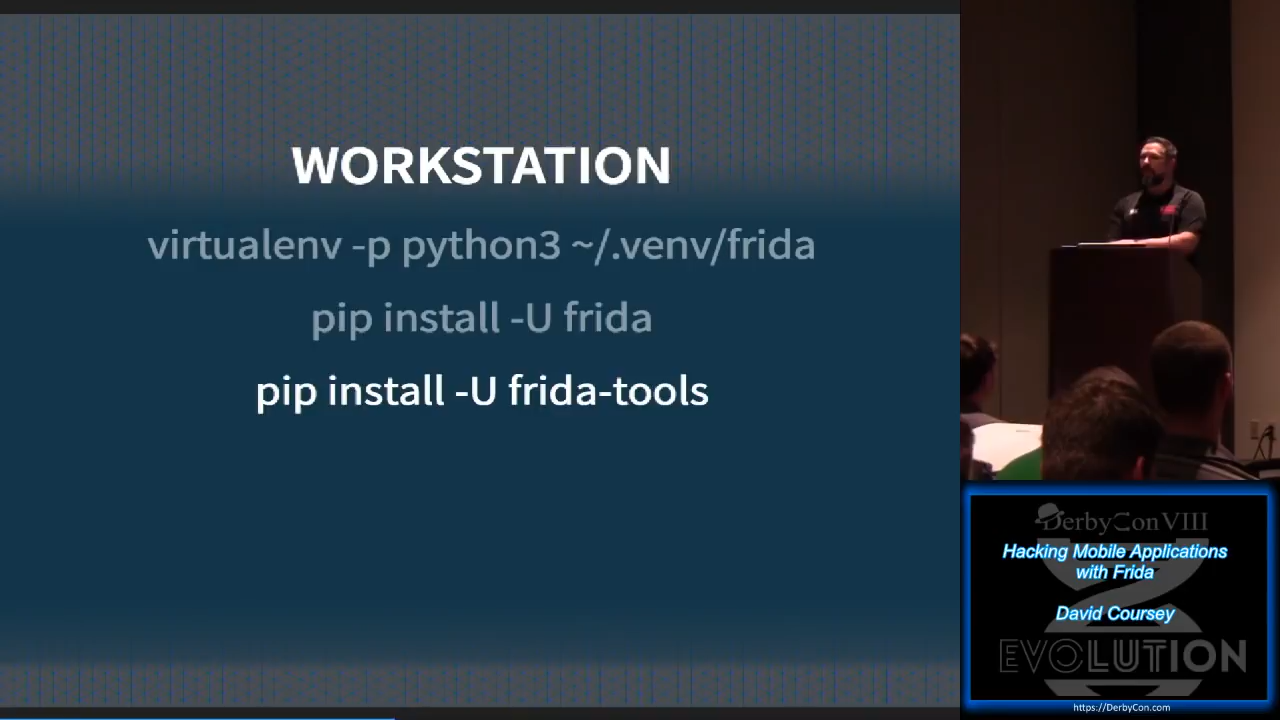 WORKSTATION
virtualenv -p python3 ~/.venv/frida
pip install -U frida
pip install -U frida-tools
DerbyCon VIII
Hacking Mobile Applications
with Frida
David Coursey
EVOLUTION
https://DerbyCon.com